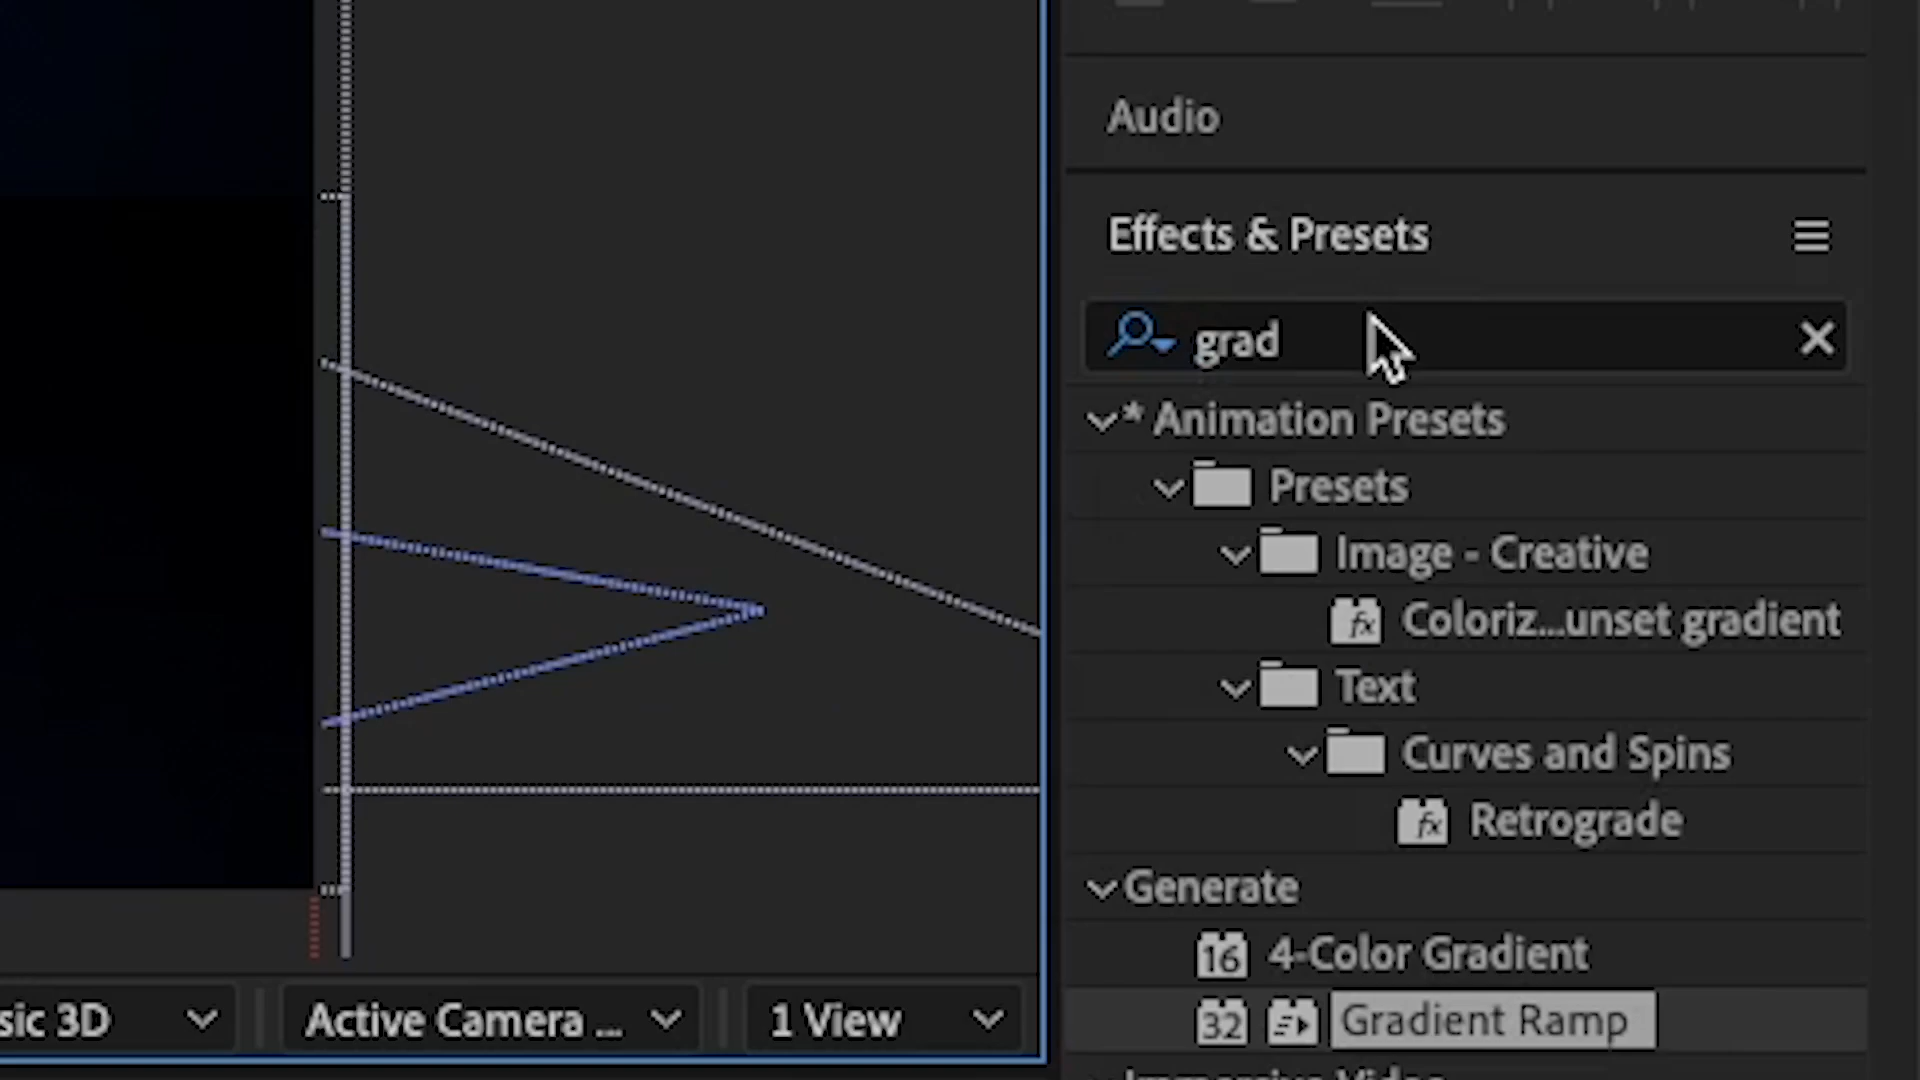 Audio
Effects & Presets
grad
* Animation Presets
Presets
Image - Creative
Coloriz...unset gradient
Text
Curves and Spins
fx Retrograde
Generate
16 4-Color Gradient
32 Gradient Ramp
sic 3D
Active Camera ...
1 View